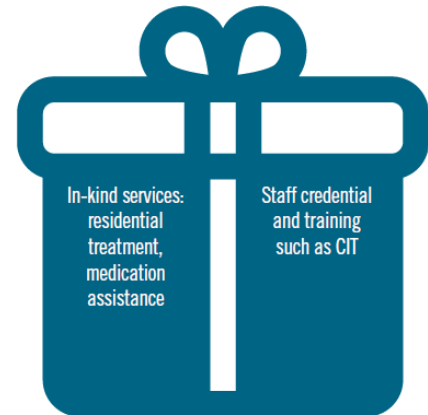 In-kind services:
residential
treatment,
medication
assistance
Staff credential
and training
such as CIT